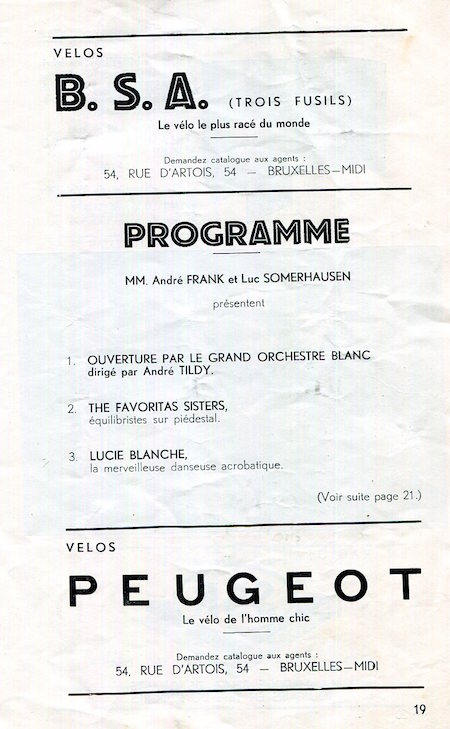 VELOS
B. S. A. (TROIS FUSILS)
Le vélo le plus racé du monde
Demandez catalogue aux agents :
54, RUE D'ARTOIS, 54 — BRUXELLES—MIDI
PROGRAMME
MM. André FRANK et Luc SOMERHAUSEN
présentent
1. OUVERTURE PAR LE GRAND ORCHESTRE BLANC
dirigé par André TILDY.
2. THE FAVORITAS SISTERS,
équilibristes sur piédestal.
3. LUCIE BLANCHE,
la merveilleuse danseuse acrobatique.
(Voir suite page 21.)
VELOS
PEUGEOT
Le vélo de l'homme chic
Demandez catalogue aux agents :
54, RUE D'ARTOIS, 54 — BRUXELLES—MIDI
19